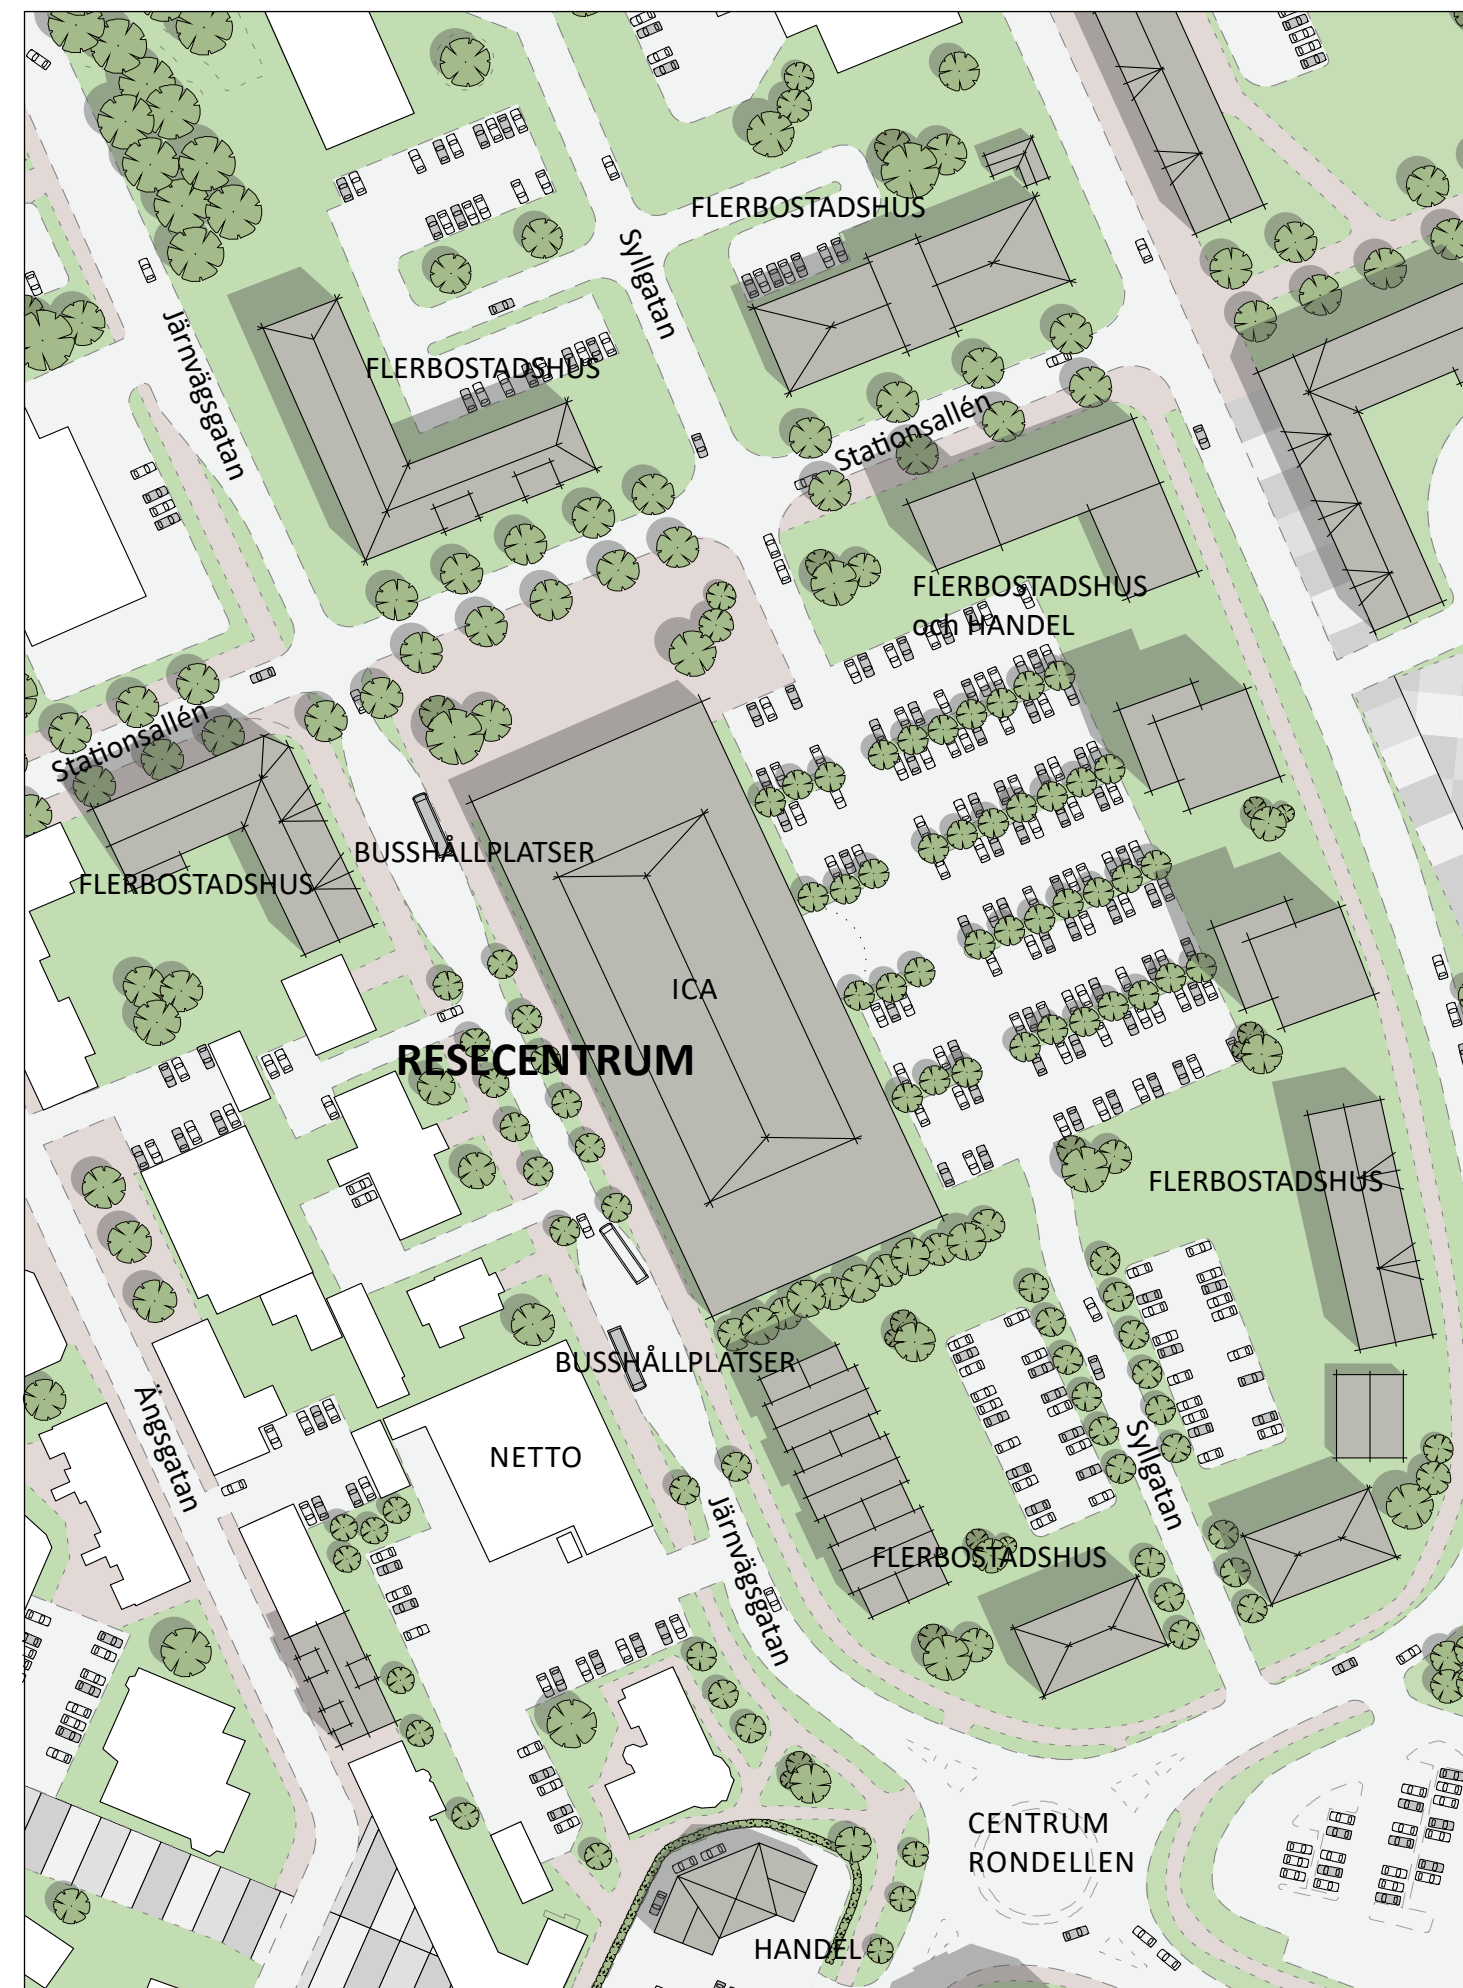 FLERBOSTADSHUS
Syllgatan
Järnvägsgatan
FLERBOSTADSHUS
Stationsallén
FLERBOSTADSHUS
och HANDEL
Stationsallén
BUSSHÅLLPLATSER
FLERBOSTADSHUS
ICA
RESECENTRUM
FLERBOSTADSHUS
BUSSHÅLLPLATSER
Ängsgatan
NETTO
Syllgatan
Järnvägsgatan
FLERBOSTADSHUS
CENTRUM
RONDELLEN
HANDEL